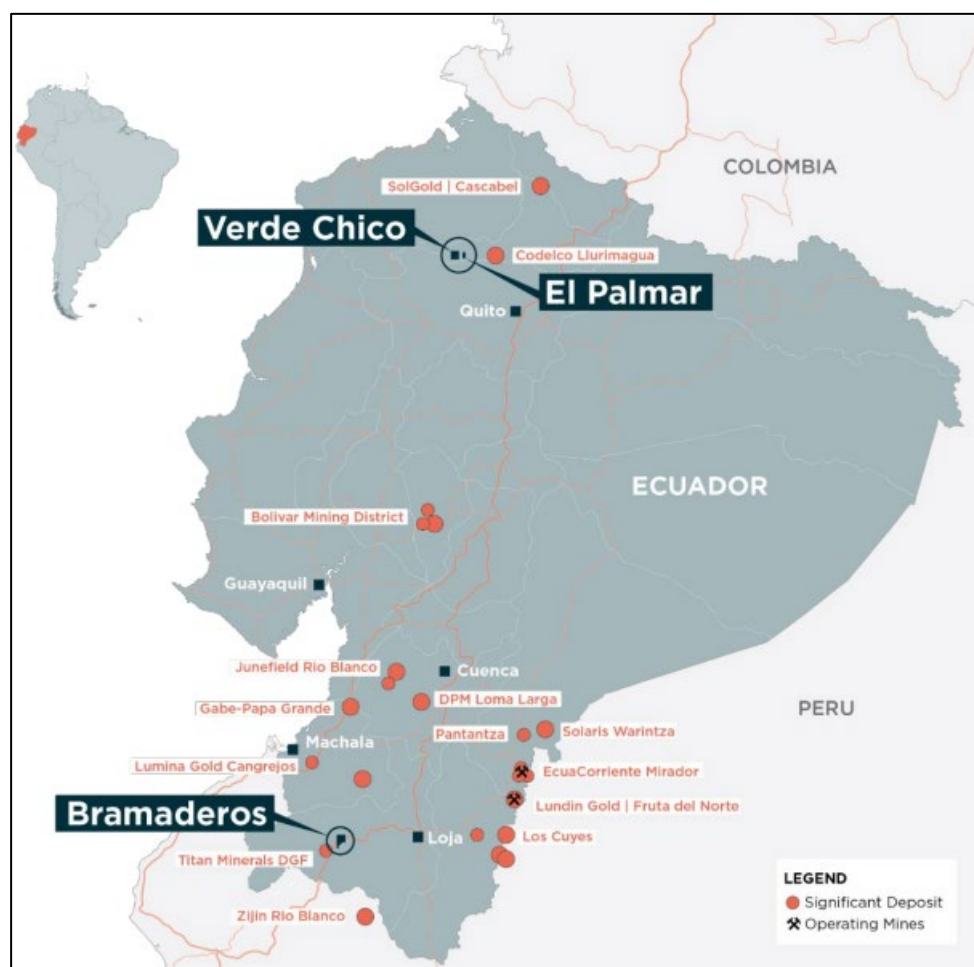 COLOMBIA
SolGold | Cascabel
Verde Chico
Codelco Llurimagua
El Palmar
Quito
ECUADOR
Bolivar Mining District
Guayaquil
Junefield Rio Blanco
Cuenca
DPM Loma Larga
Gabe-Papa Grande
PERU
Pantantza
Solaris Warintza
Machala
Lumina Gold Cangrejos
EcuaCorriente Mirador
Lundin Gold | Fruta del Norte
Bramaderos
Loja
Los Cuyes
Titan Minerals DGF
Zijin Rio Blanco
LEGEND
Significant Deposit
Operating Mines